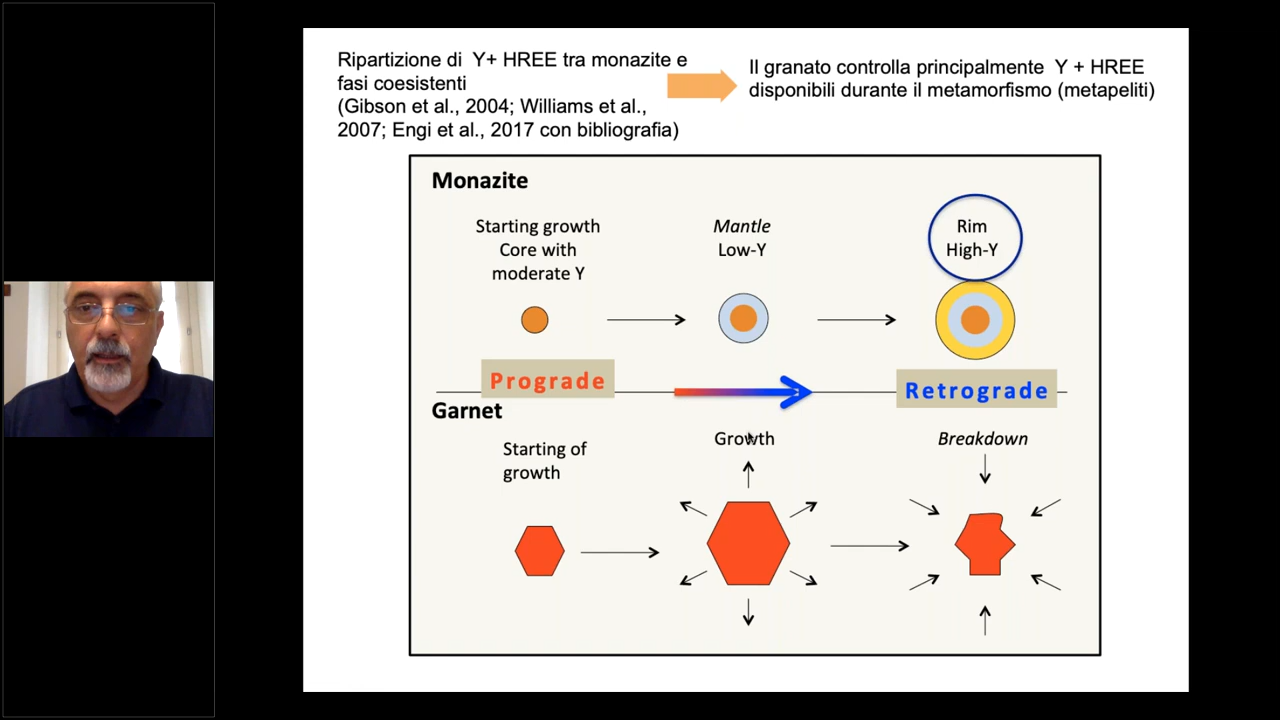 Ripartizione di Y+ HREE tra monazite e
fasi coesistenti
(Gibson et al., 2004; Williams et al.,
2007; Engi et al., 2017 con bibliografia)
Il granato controlla principalmente Y + HREE
disponibili durante il metamorfismo (metapeliti)
Monazite
Starting growth
Core with
moderate Y
Mantle
Low-Y
Rim
High-Y
Prograde
Retrograde
Garnet
Starting of
growth
Growth
Breakdown